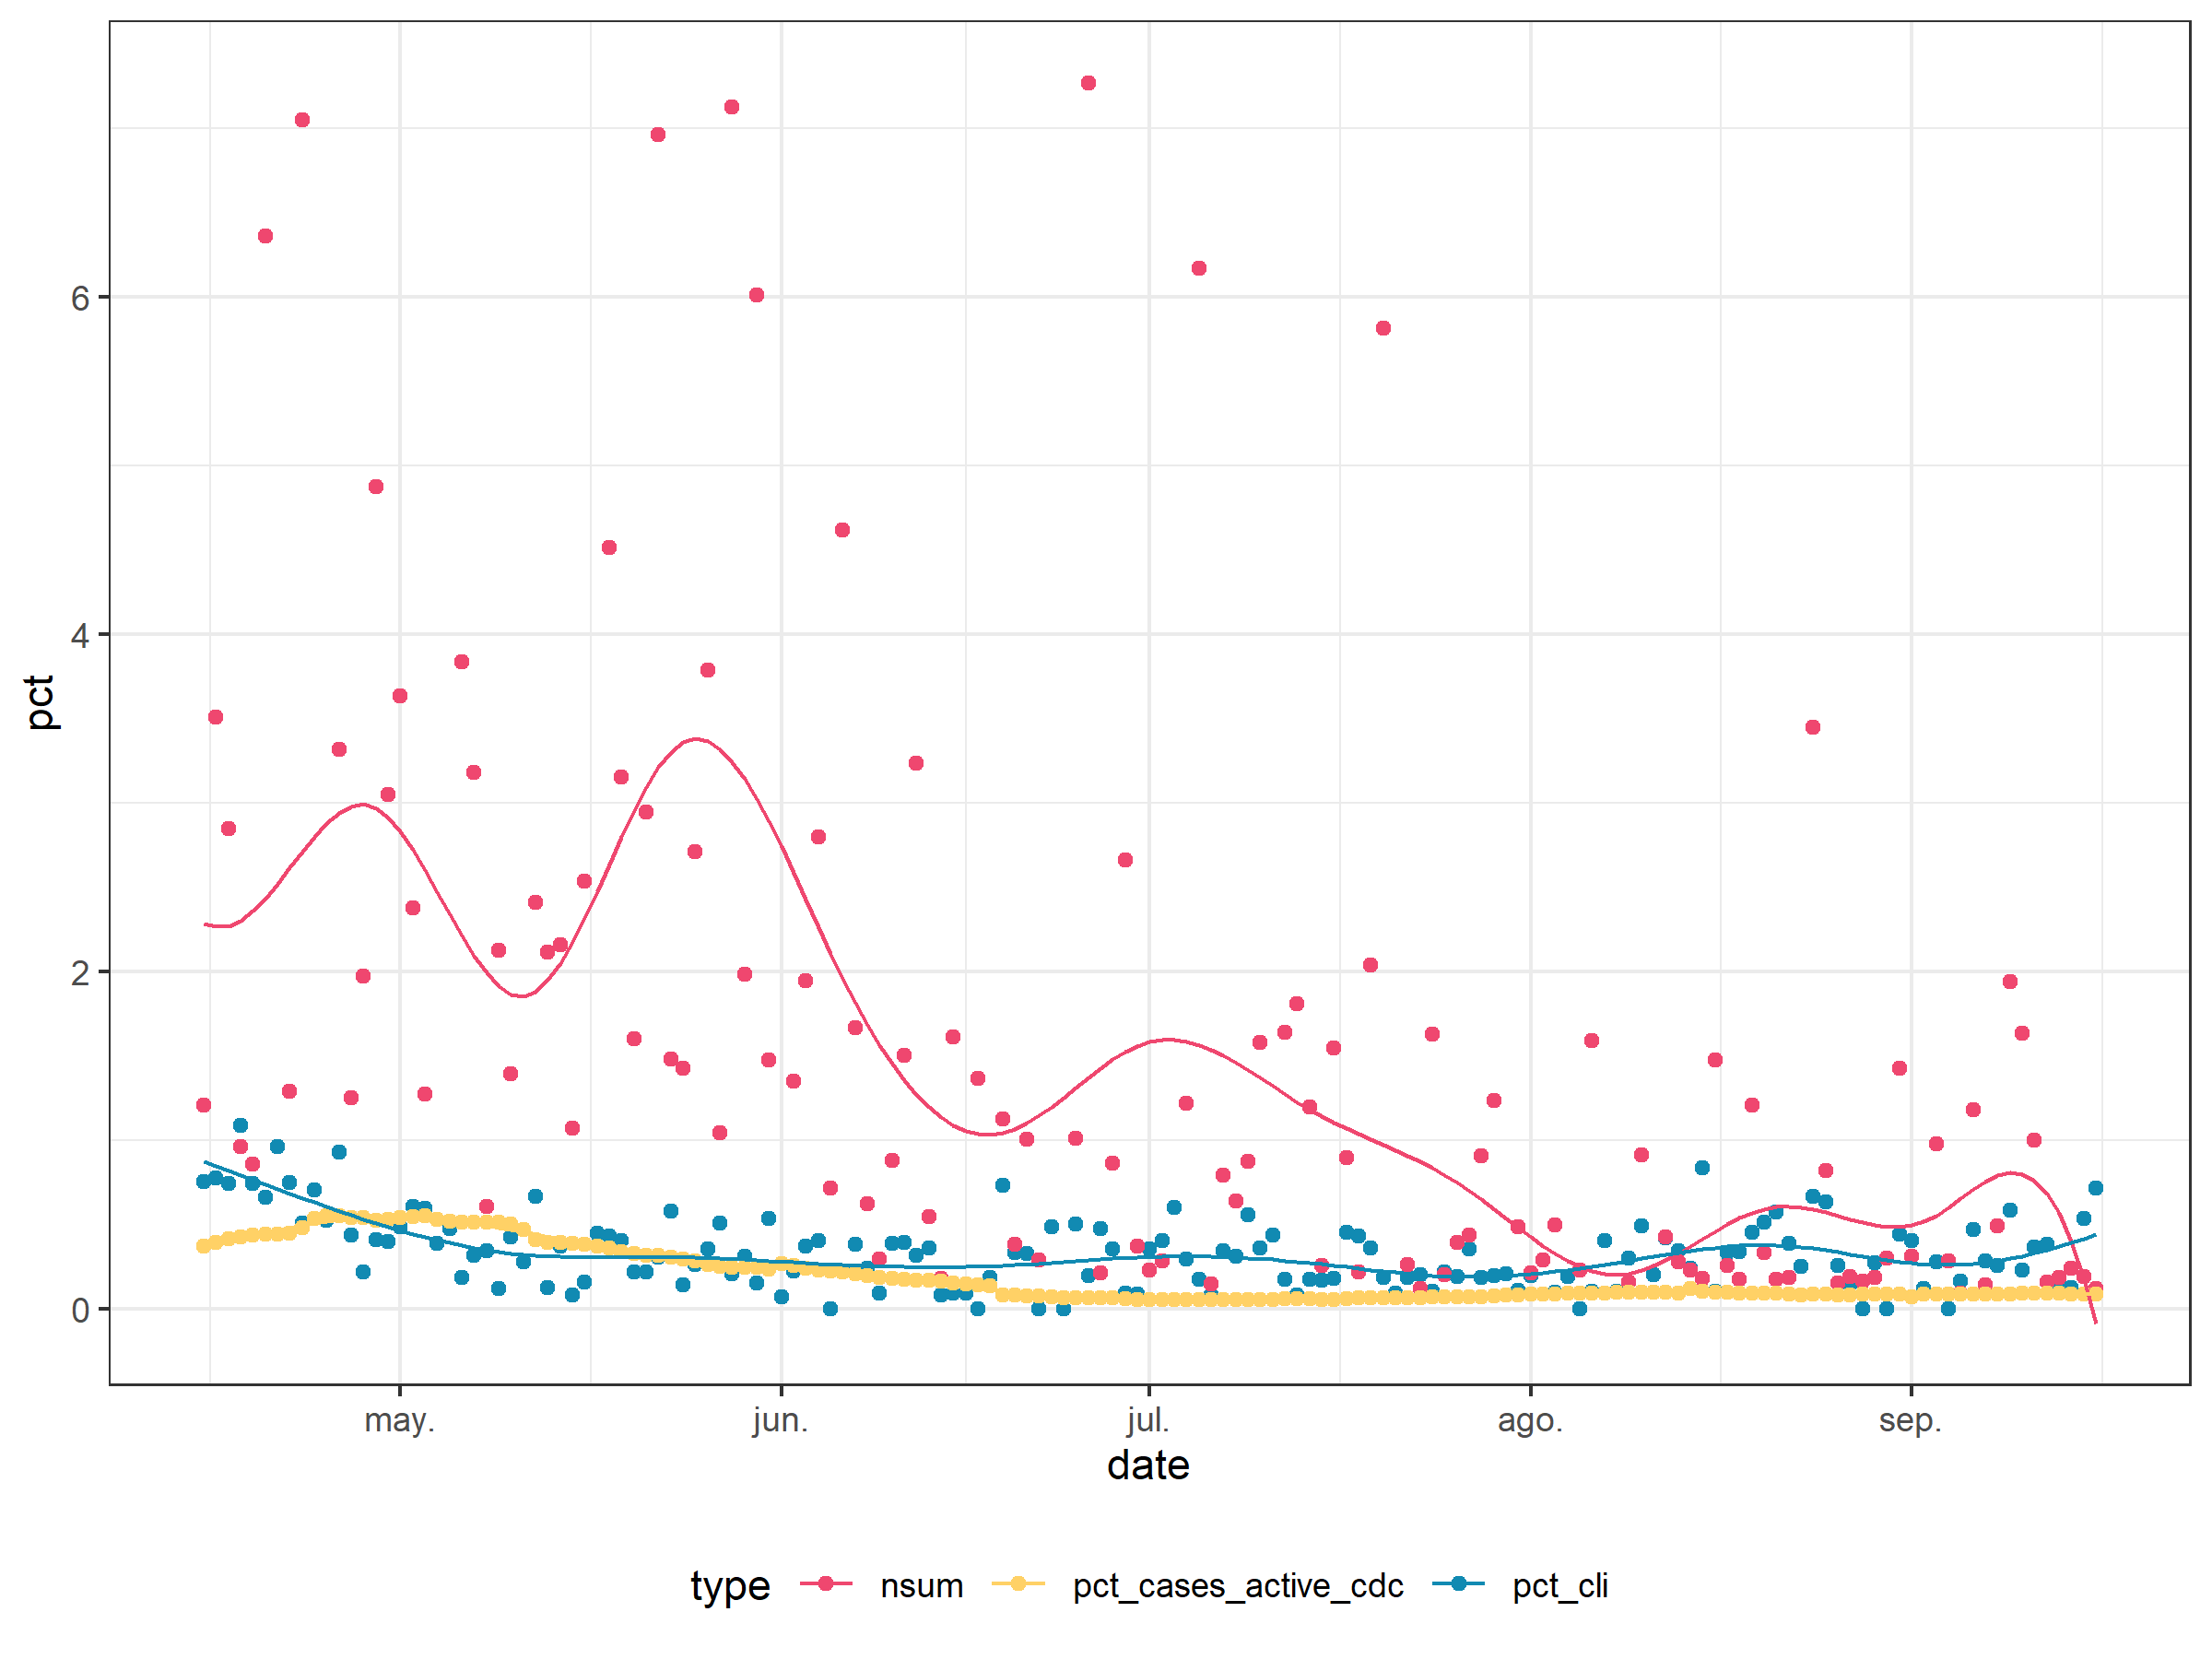 pct
6
4
2
0
may. jun. jul. ago. sep.
date
type nsum pct_cases_active_cdc pct_cli